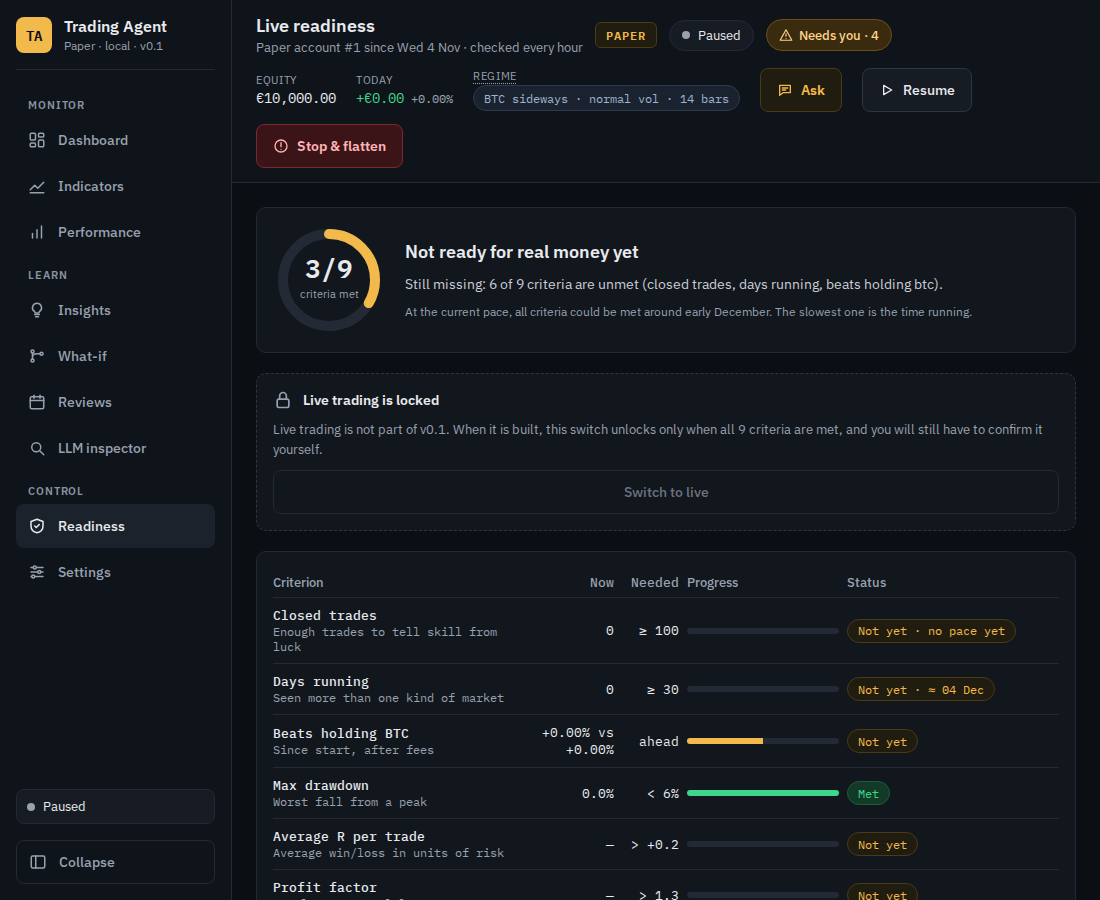 TA
Trading Agent
Paper · local · v0.1
MONITOR
Dashboard
Indicators
Performance
LEARN
Insights
What-if
Reviews
LLM inspector
CONTROL
Readiness
Settings
Paused
Collapse
Live readiness
Paper account #1 since Wed 4 Nov · checked every hour
PAPER
Paused
Needs you · 4
EQUITY
€10,000.00
TODAY
+€0.00 +0.00%
REGIME
BTC sideways · normal vol · 14 bars
Ask
Resume
Stop & flatten
3/9
criteria met
Not ready for real money yet
Still missing: 6 of 9 criteria are unmet (closed trades, days running, beats holding btc).
At the current pace, all criteria could be met around early December. The slowest one is the time running.
Live trading is locked
Live trading is not part of v0.1. When it is built, this switch unlocks only when all 9 criteria are met, and you will still have to confirm it
yourself.
Switch to live
Criterion Now Needed Progress Status
Closed trades
Enough trades to tell skill from
luck
0 ≥ 100 Not yet · no pace yet
Days running
Seen more than one kind of market
0 ≥ 30 Not yet · ≈ 04 Dec
Beats holding BTC
Since start, after fees
+0.00% vs
+0.00%
ahead Not yet
Max drawdown
Worst fall from a peak
0.0% < 6% Met
Average R per trade
Average win/loss in units of risk
— > +0.2 Not yet
Profit factor
— > 1.3 Not yet